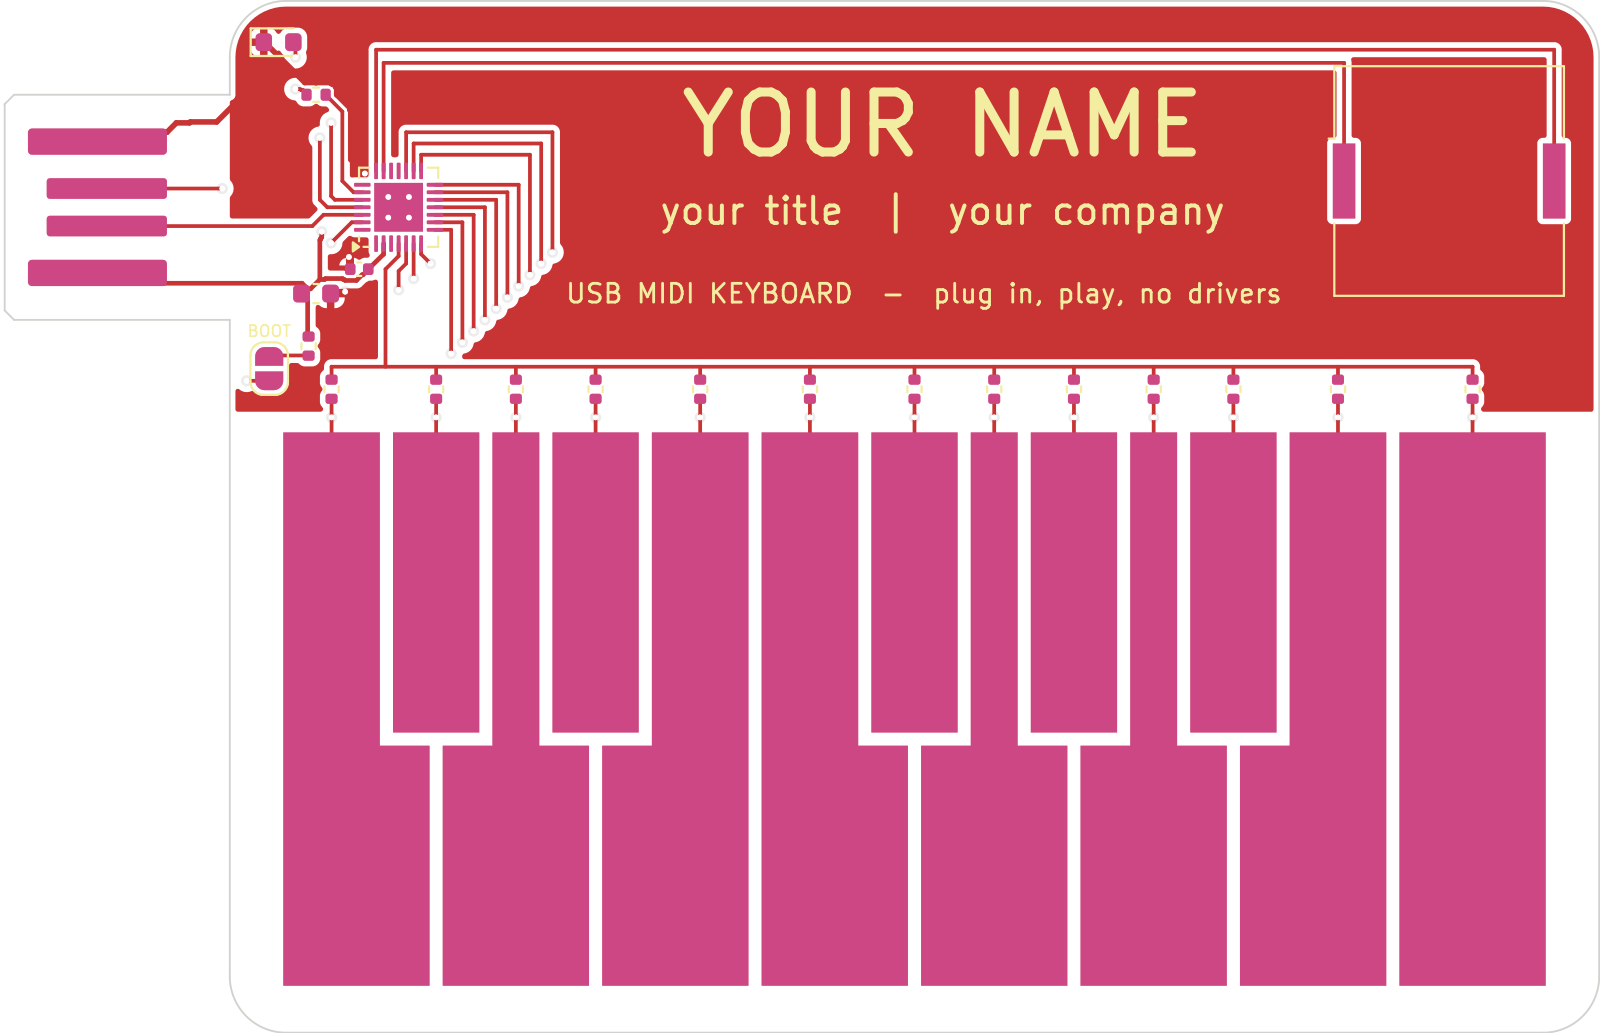 YOUR NAME
your title | your company
USB MIDI KEYBOARD – plug in, play, no drivers
BOOT